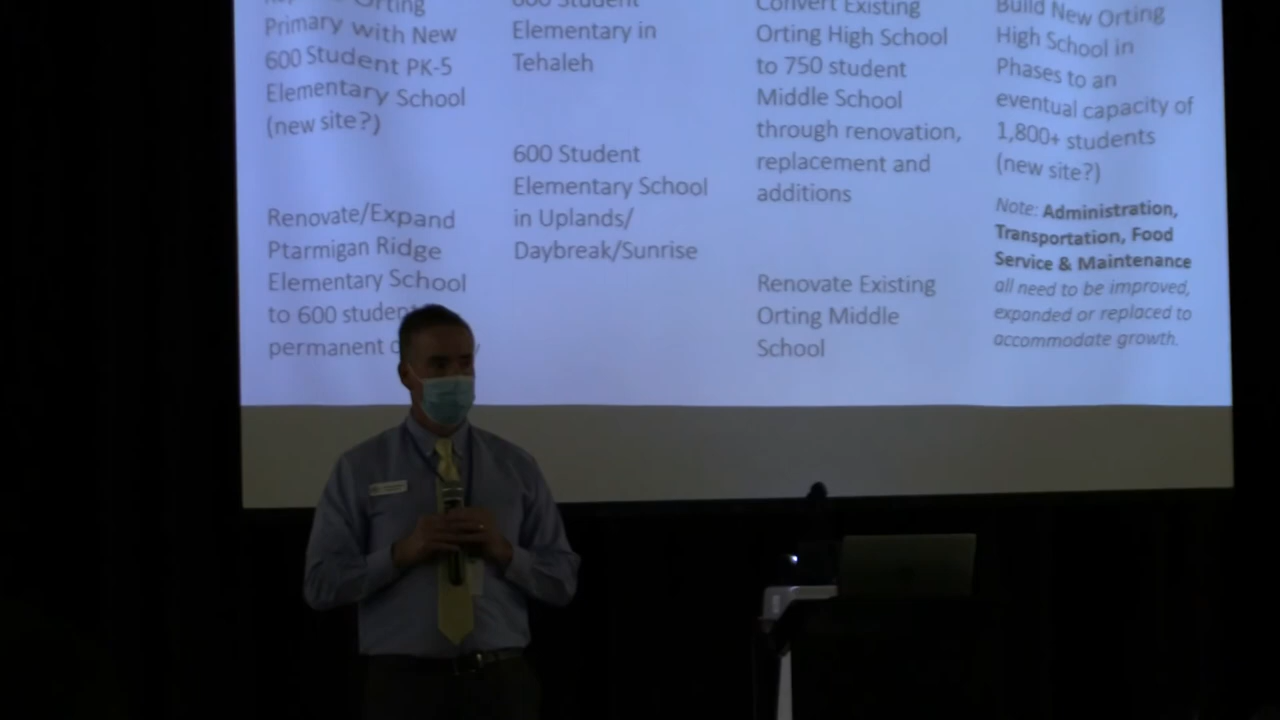 Orting
Primary with New
600 Student PK-5
Elementary School
(new site?)
Renovate/Expand
Ptarmigan Ridge
Elementary School
to 600 student
permanent
600 Student
Elementary in
Tehaleh
600 Student
Elementary School
in Uplands/
Daybreak/Sunrise
Convert Existing
Orting High School
to 750 student
Middle School
through renovation,
replacement and
additions
Renovate Existing
Orting Middle
School
Build New Orting
High School in
Phases to an
eventual capacity of
1,800+ students
(new site?)
Note: Administration,
Transportation, Food
Service & Maintenance
all need to be improved,
expanded or replaced to
accommodate growth.